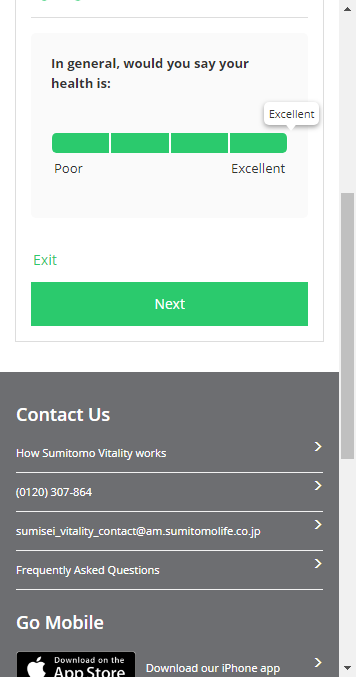 In general, would you say your
health is:
Excellent
Poor
Excellent
Exit
Next
Contact Us
How Sumitomo Vitality works
(0120) 307-864
sumisei_vitality_contact@am.sumitomolife.co.jp
Frequently Asked Questions
Go Mobile
Download on the
App Store
Download our iPhone app